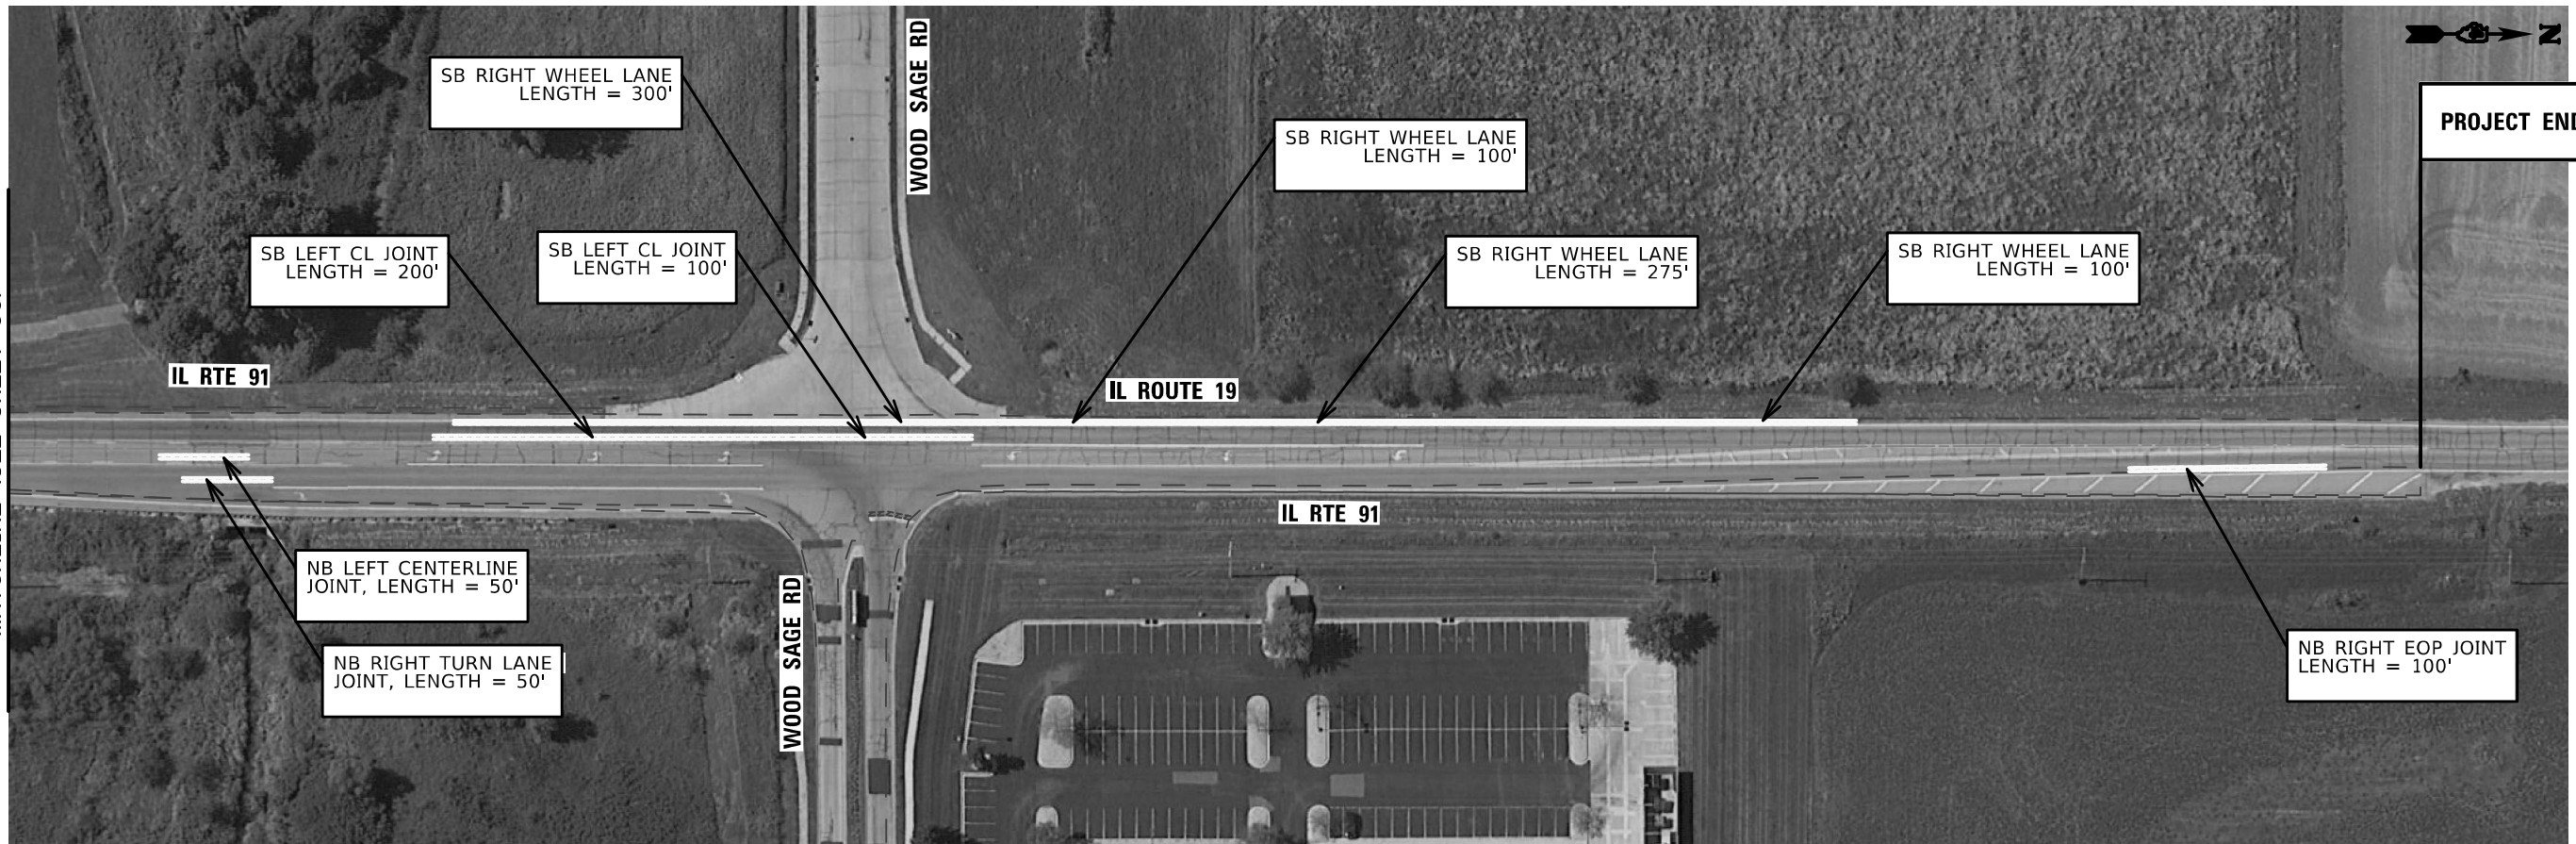 N
WOOD SAGE RD
SB RIGHT WHEEL LANE
LENGTH = 300'
PROJECT END
SB RIGHT WHEEL LANE
LENGTH = 100'
SB LEFT CL JOINT
LENGTH = 200'
SB LEFT CL JOINT
LENGTH = 100'
SB RIGHT WHEEL LANE
LENGTH = 275'
SB RIGHT WHEEL LANE
LENGTH = 100'
IL RTE 91
IL ROUTE 19
IL RTE 91
NB LEFT CENTERLINE
JOINT, LENGTH = 50'
WOOD SAGE RD
NB RIGHT TURN LANE
JOINT, LENGTH = 50'
NB RIGHT EOP JOINT
LENGTH = 100'